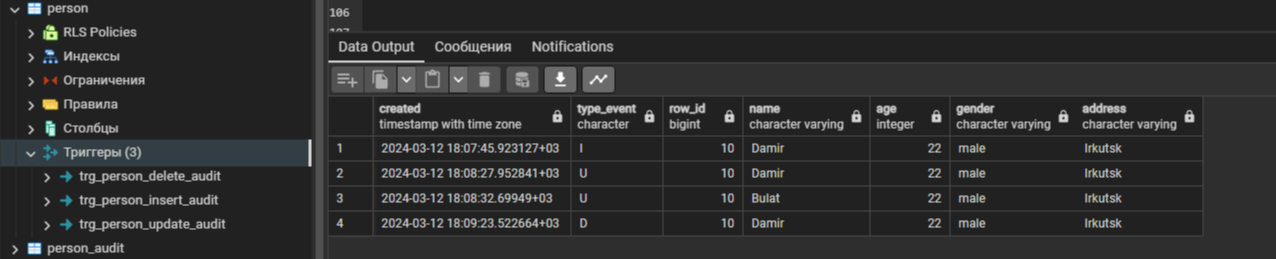 person
RLS Policies
Индексы
Ограничения
Правила
Столбцы
Триггеры (3)
trg_person_delete_audit
trg_person_insert_audit
trg_person_update_audit
person_audit
106
Data Output Сообщения Notifications
created type_event row_id name age gender address
timestamp with time zone character bigint character varying integer character varying character varying
1 2024-03-12 18:07:45.923127+03 I 10 Damir 22 male Irkutsk
2 2024-03-12 18:08:27.952841+03 U 10 Damir 22 male Irkutsk
3 2024-03-12 18:08:32.69949+03 U 10 Bulat 22 male Irkutsk
4 2024-03-12 18:09:23.522664+03 D 10 Damir 22 male Irkutsk